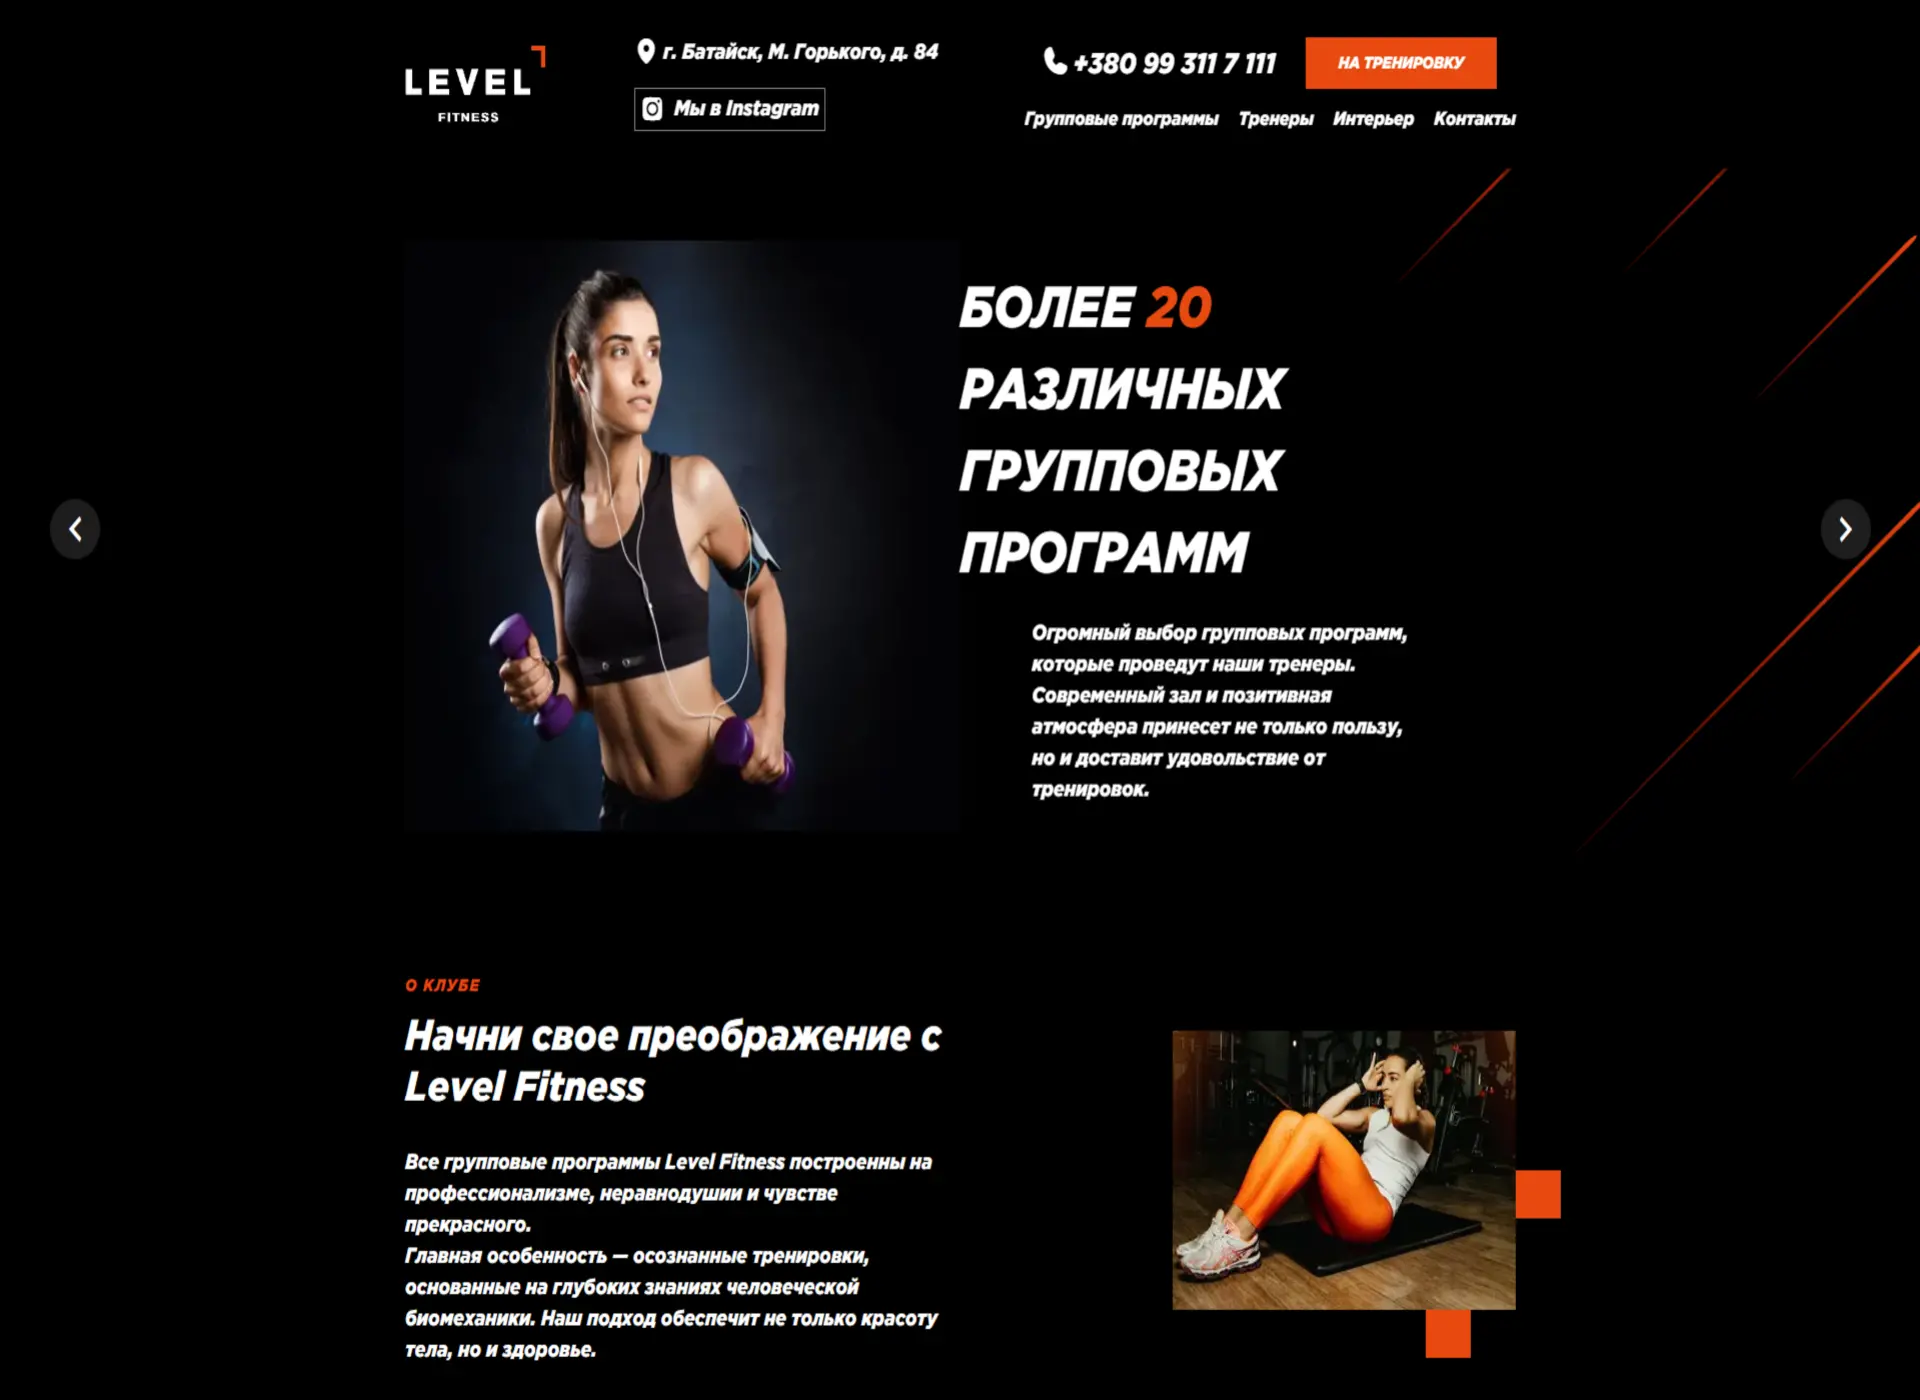 LEVEL
FITNESS
г. Батайск, М. Горького, д. 84
Мы в Instagram
+380 99 311 7 111
НА ТРЕНИРОВКУ
Групповые программы Тренеры Интерьер Контакты
БОЛЕЕ 20
РАЗЛИЧНЫХ
ГРУППОВЫХ
ПРОГРАММ
Огромный выбор групповых программ,
которые проведут наши тренеры.
Современный зал и позитивная
атмосфера принесет не только пользу,
но и доставит удовольствие от
тренировок.
О КЛУБЕ
Начни свое преображение с
Level Fitness
Все групповые программы Level Fitness построенны на
профессионализме, неравнодушии и чувстве
прекрасного.
Главная особенность — осознанные тренировки,
основанные на глубоких знаниях человеческой
биомеханики. Наш подход обеспечит не только красоту
тела, но и здоровье.